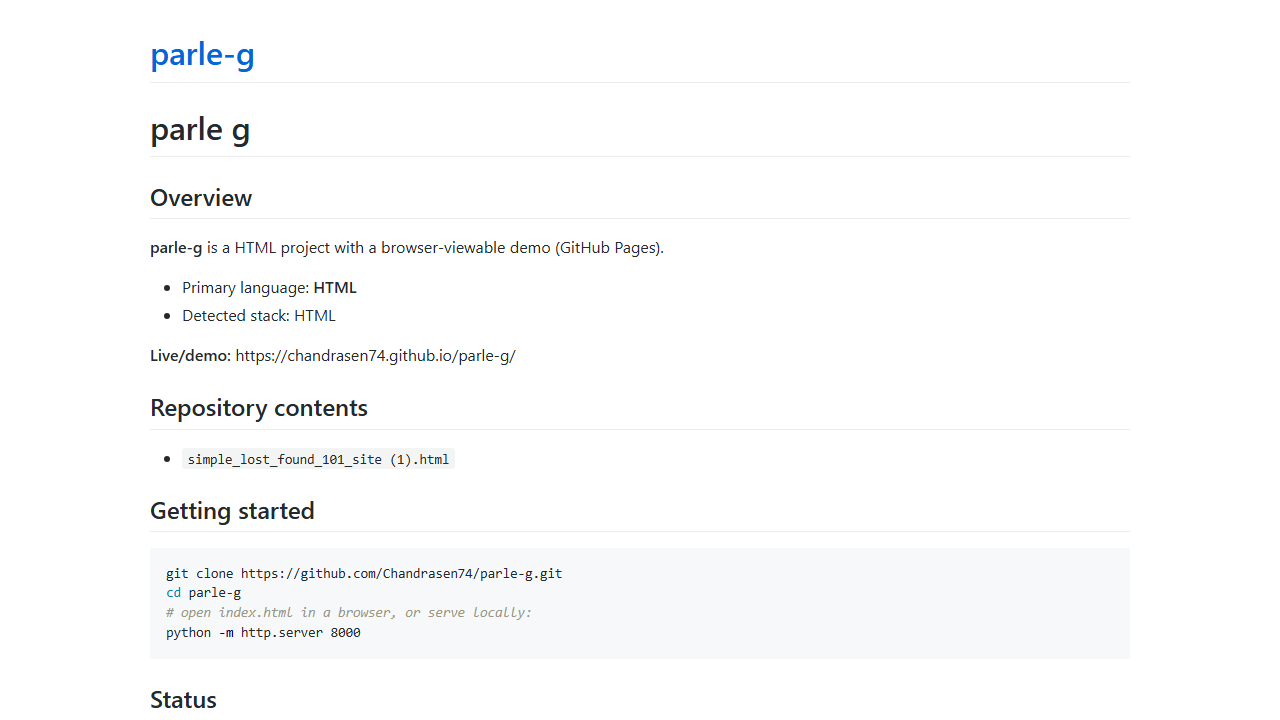 parle-g
parle g
Overview
parle-g is a HTML project with a browser-viewable demo (GitHub Pages).
Primary language: HTML
Detected stack: HTML
Live/demo: https://chandrasen74.github.io/parle-g/
Repository contents
simple_lost_found_101_site (1).html
Getting started
git clone https://github.com/Chandrasen74/parle-g.git
cd parle-g
# open index.html in a browser, or serve locally:
python -m http.server 8000
Status